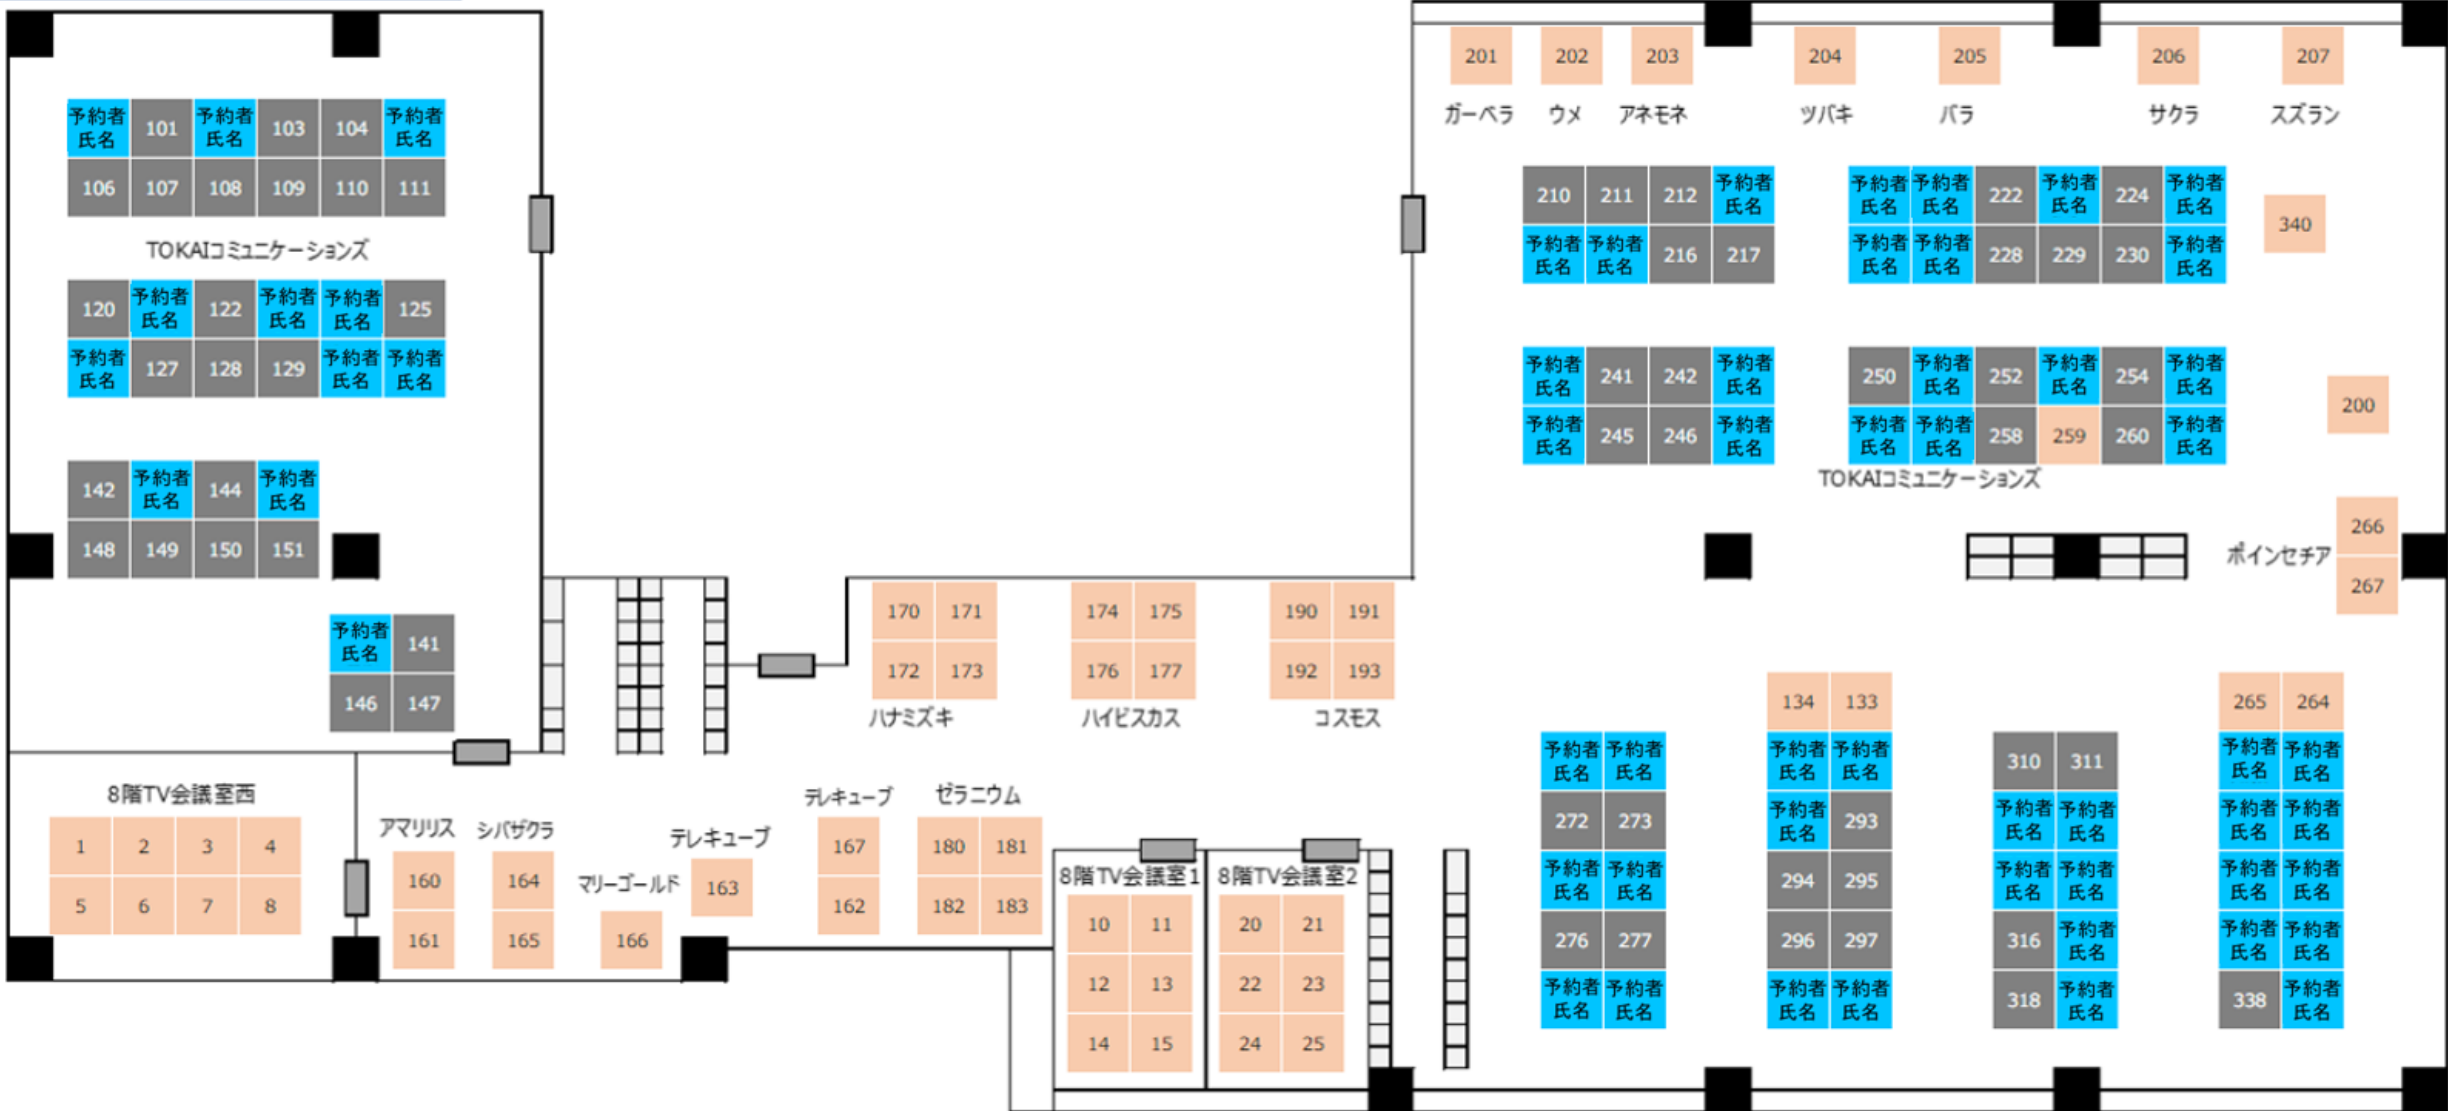 201 202 203 204 205 206 207
ガーベラ ウメ アネモネ ツバキ バラ サクラ スズラン
予約者氏名 101 予約者氏名 103 104 予約者氏名
106 107 108 109 110 111
TOKAIコミュニケーションズ
120 予約者氏名 122 予約者氏名 予約者氏名 125
予約者氏名 127 128 129 予約者氏名 予約者氏名
142 予約者氏名 144 予約者氏名
148 149 150 151
予約者氏名 141
146 147
210 211 212 予約者氏名
予約者氏名 予約者氏名 216 217
予約者氏名 予約者氏名 222 予約者氏名 224 予約者氏名
予約者氏名 予約者氏名 228 229 230 予約者氏名
340
予約者氏名 241 242 予約者氏名
予約者氏名 245 246 予約者氏名
250 予約者氏名 252 予約者氏名 254 予約者氏名
予約者氏名 予約者氏名 258 259 260 予約者氏名
TOKAIコミュニケーションズ
200
ポインセチア
266
267
170 171
172 173
ハナミズキ
174 175
176 177
ハイビスカス
190 191
192 193
コスモス
8階TV会議室西
1 2 3 4
5 6 7 8
アマリリス
160
161
シバザクラ
164
165
マリーゴールド
166
テレキューブ
163
テレキューブ
167
162
ゼラニウム
180 181
182 183
8階TV会議室1
10 11
12 13
14 15
8階TV会議室2
20 21
22 23
24 25
予約者氏名 予約者氏名
272 273
予約者氏名 予約者氏名
276 277
予約者氏名 予約者氏名
134 133
予約者氏名 予約者氏名
予約者氏名 293
294 295
296 297
予約者氏名 予約者氏名
310 311
予約者氏名 予約者氏名
予約者氏名 予約者氏名
316 予約者氏名
318 予約者氏名
265 264
予約者氏名 予約者氏名
予約者氏名 予約者氏名
予約者氏名 予約者氏名
予約者氏名 予約者氏名
338 予約者氏名